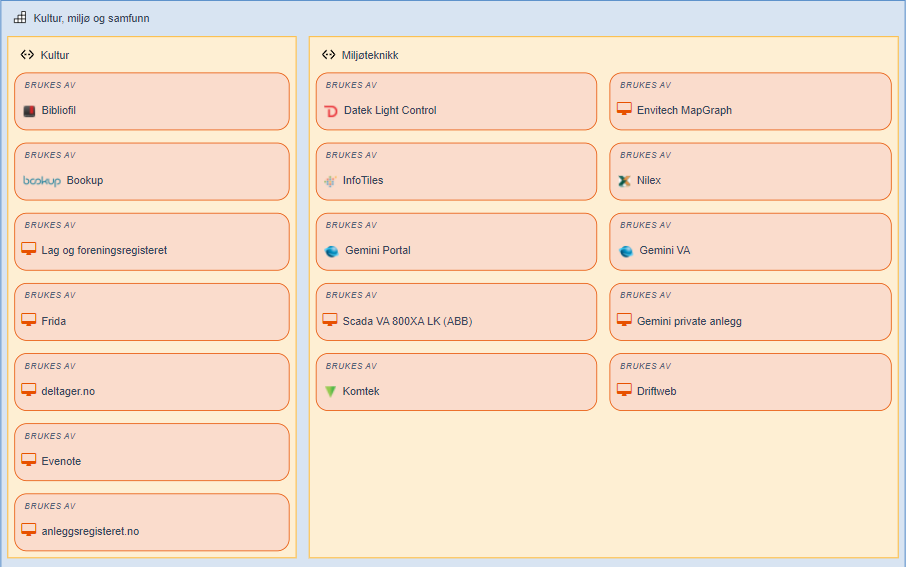 Kultur, miljø og samfunn
Kultur
BRUKES AV
Bibliofil
BRUKES AV
bookup Bookup
BRUKES AV
Lag og foreningsregisteret
BRUKES AV
Frida
BRUKES AV
deltager.no
BRUKES AV
Evenote
BRUKES AV
anleggsregisteret.no
Miljøteknikk
BRUKES AV
Datek Light Control
BRUKES AV
Envitech MapGraph
BRUKES AV
InfoTiles
BRUKES AV
Nilex
BRUKES AV
Gemini Portal
BRUKES AV
Gemini VA
BRUKES AV
Scada VA 800XA LK (ABB)
BRUKES AV
Gemini private anlegg
BRUKES AV
Komtek
BRUKES AV
Driftweb